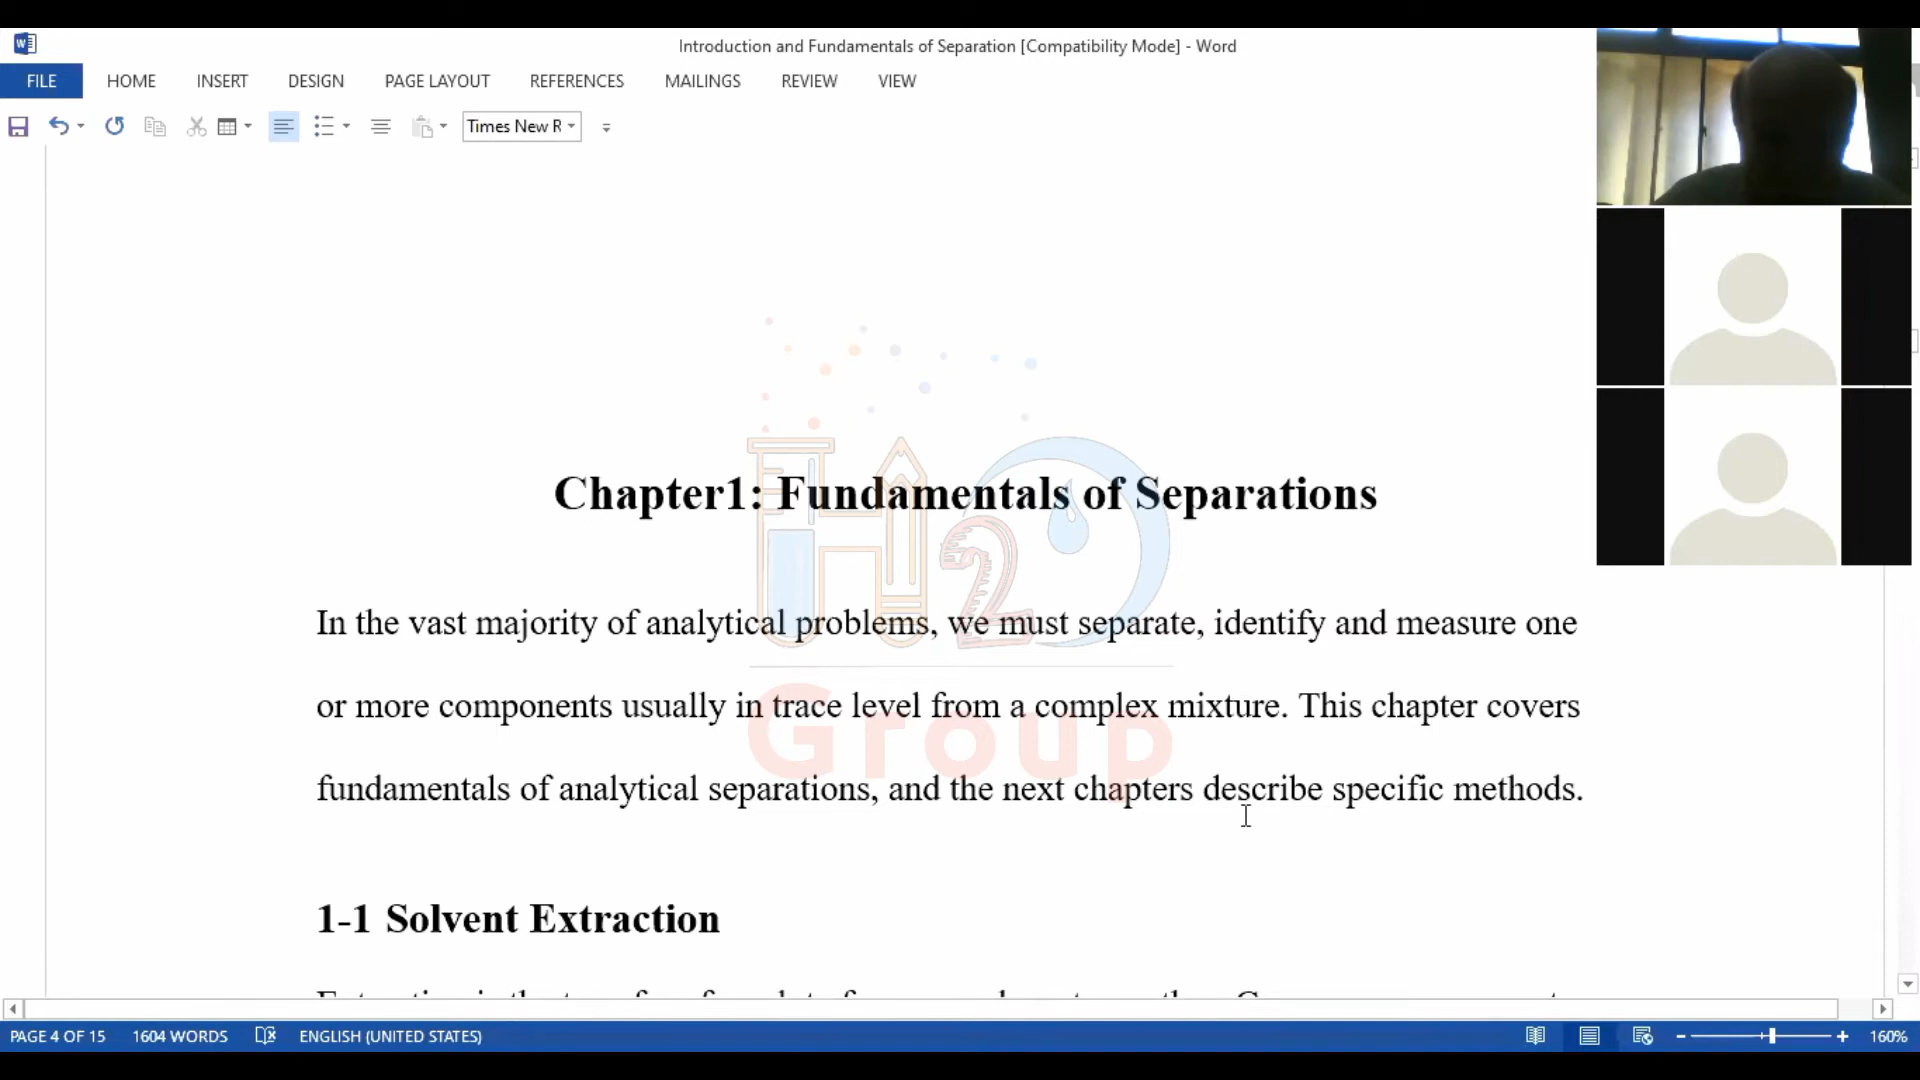 Introduction and Fundamentals of Separation [Compatibility Mode] - Word
FILE HOME INSERT DESIGN PAGE LAYOUT REFERENCES MAILINGS REVIEW VIEW
Times New R
Chapter1: Fundamentals of Separations
H2O
Group
In the vast majority of analytical problems, we must separate, identify and measure one
or more components usually in trace level from a complex mixture. This chapter covers
fundamentals of analytical separations, and the next chapters describe specific methods.
1-1 Solvent Extraction
PAGE 4 OF 15 1604 WORDS ENGLISH (UNITED STATES) 160%